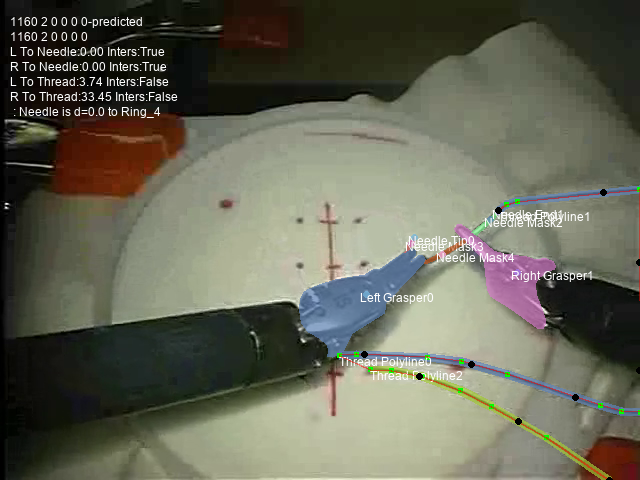 1160 2 0 0 0 0-predicted
1160 2 0 0 0 0
L To Needle:0.00 Inters:True
R To Needle:0.00 Inters:True
L To Thread:3.74 Inters:False
R To Thread:33.45 Inters:False
: Needle is d=0.0 to Ring_4
Thread Polyline1
Needle Mask2
Needle Tip0
Needle Mask3
Needle Mask4
Right Grasper1
Left Grasper0
Thread Polyline0
Thread Polyline2